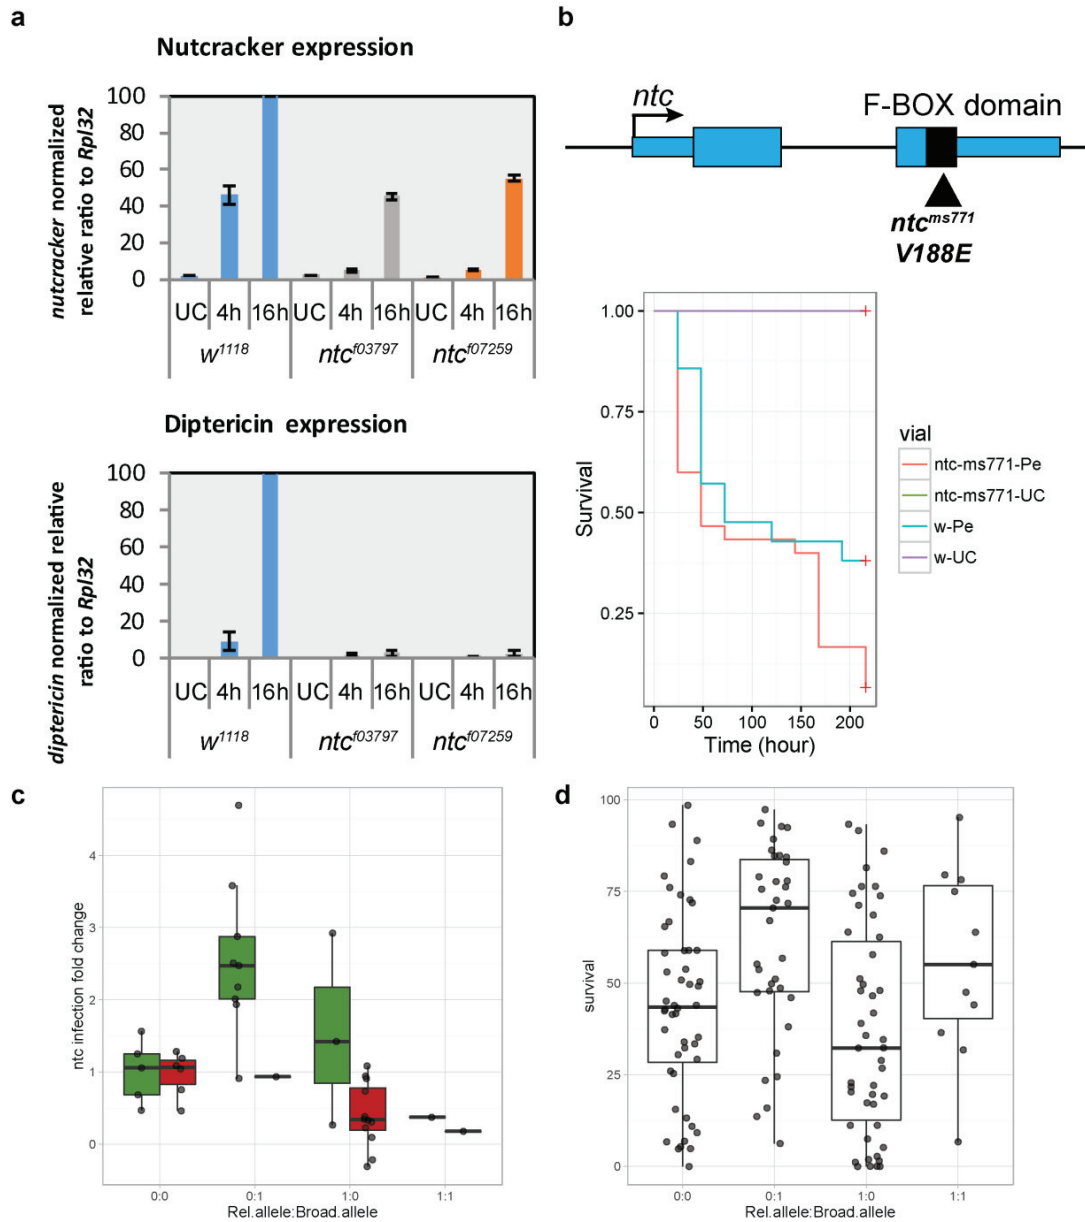 a
Nutcracker expression
nutcracker normalized
relative ratio to Rpl32
100
80
60
40
20
0
UC 4h 16h UC 4h 16h UC 4h 16h
w1118 ntcf03797 ntcf07259
Diptericin expression
diptericin normalized relative
ratio to Rpl32
100
80
60
40
20
0
UC 4h 16h UC 4h 16h UC 4h 16h
w1118 ntcf03797 ntcf07259
b
ntc
F-BOX domain
ntcms771
V188E
Survival
1.00
0.75
0.50
0.25
0 50 100 150 200
Time (hour)
vial
ntc-ms771-Pe
ntc-ms771-UC
w-Pe
w-UC
c
ntc infection fold change
4
3
2
1
0
0:0 0:1 1:0 1:1
Rel.allele:Broad.allele
d
survival
100
75
50
25
0
0:0 0:1 1:0 1:1
Rel.allele:Broad.allele